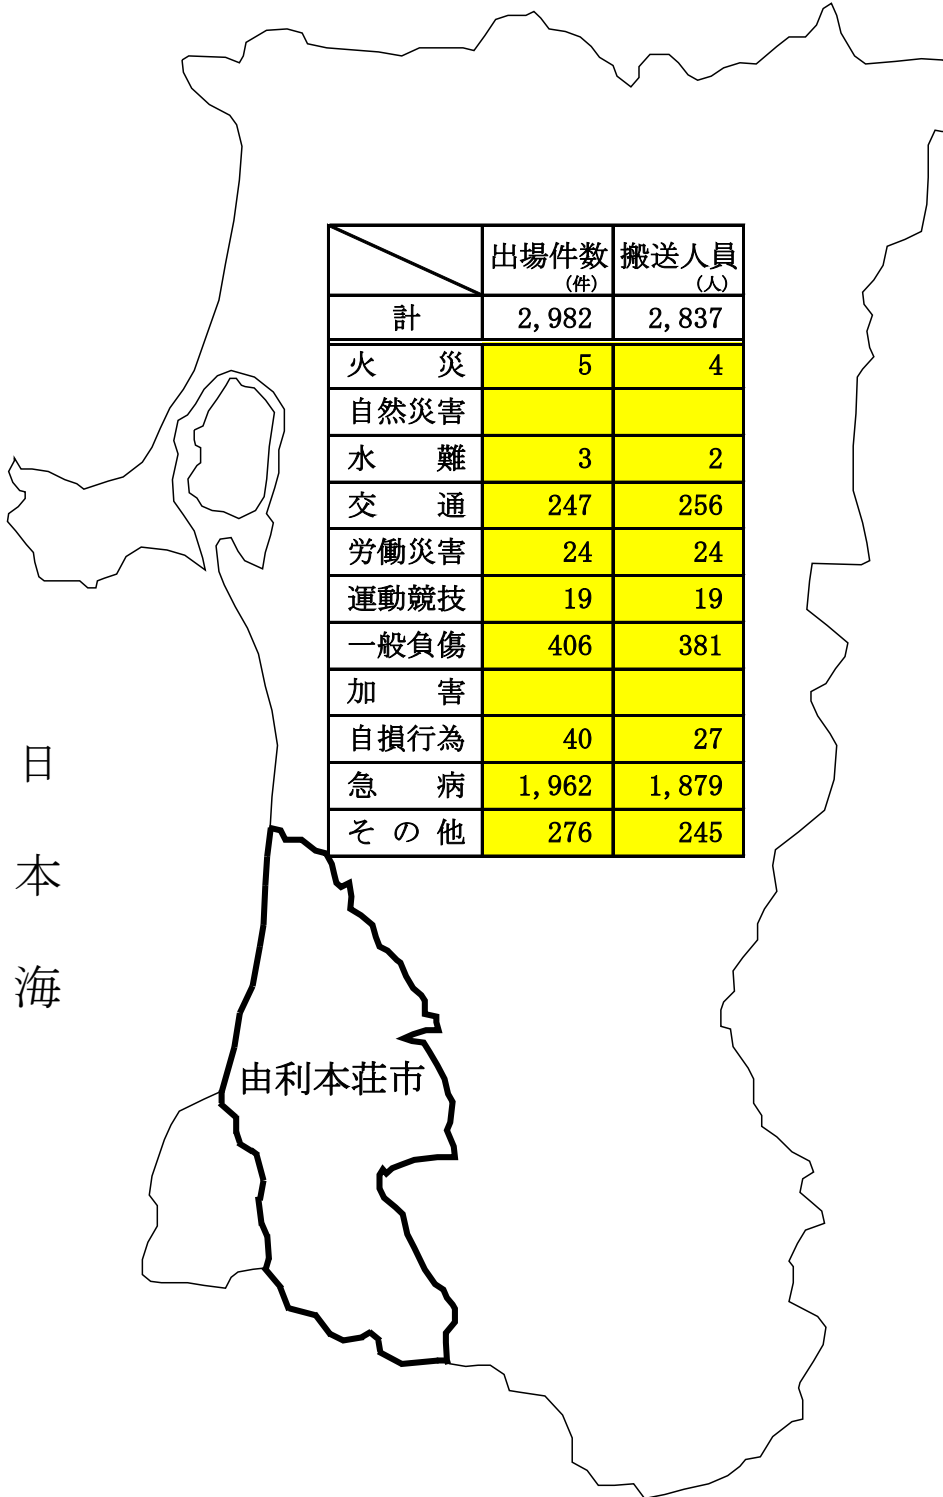 出場件数 搬送人員
(件) (人)
計 2,982 2,837
火災 5 4
自然災害
水難 3 2
交通 247 256
労働災害 24 24
運動競技 19 19
一般負傷 406 381
加害
自損行為 40 27
急病 1,962 1,879
その他 276 245
日本海
由利本荘市